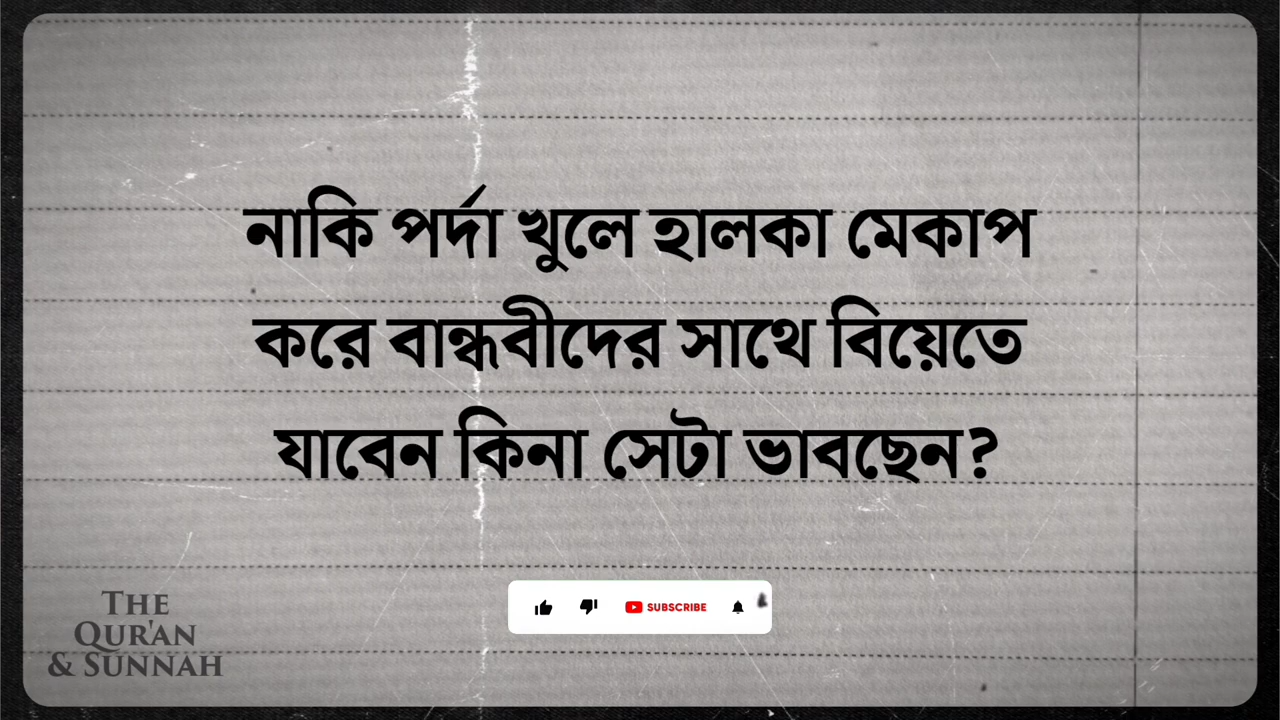 নাকি পর্দা খুলে হালকা মেকাপ
করে বান্ধবীদের সাথে বিয়েতে
যাবেন কিনা সেটা ভাবছেন?
THE
QUR'AN
& SUNNAH
SUBSCRIBE